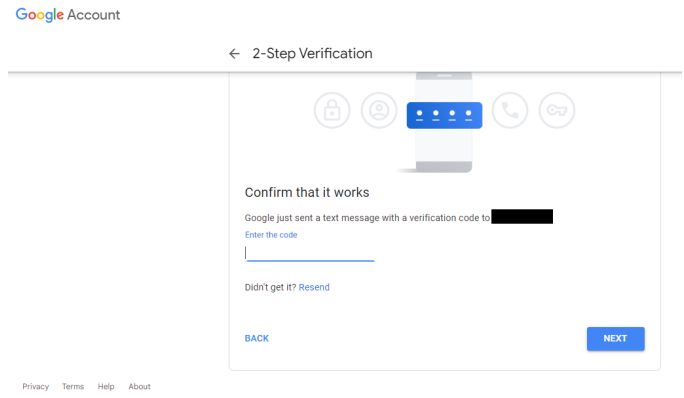 Google Account
← 2-Step Verification
Confirm that it works
Google just sent a text message with a verification code to
Enter the code
Didn't get it? Resend
BACK
NEXT
Privacy Terms Help About